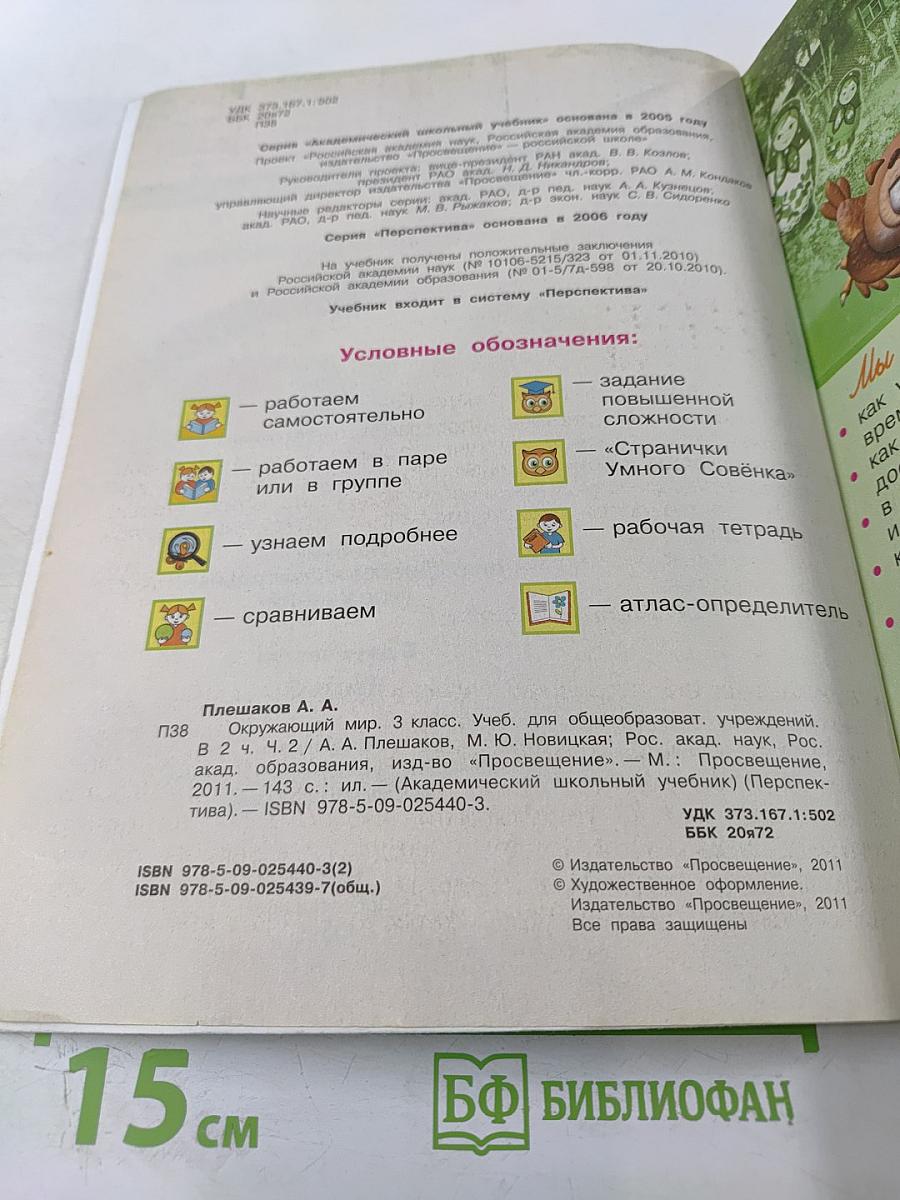 УДК 373.167.1:502
ББК 20я72
П38
Серия «Академический школьный учебник» основана в 2005 году
Проект «Российская академия наук, Российская академия образования,
издательство «Просвещение» — российской школе»
Руководители проекта: вице-президент РАН акад. В. В. Козлов;
президент РАО акад. Н. Д. Никандров;
управляющий директор издательства «Просвещение» чл.-корр. РАО А. М. Кондаков
Научные редакторы серии: акад. РАО, д-р пед. наук А. А. Кузнецов;
акад. РАО, д-р пед. наук М. В. Рыжаков; д-р экон. наук С. В. Сидоренко
Серия «Перспектива» основана в 2006 году
На учебник получены положительные заключения
Российской академии наук (№ 10106-5215/323 от 01.11.2010)
и Российской академии образования (№ 01-5/7д-598 от 20.10.2010).
Учебник входит в систему «Перспектива»
Условные обозначения:
— работаем
самостоятельно
— работаем в паре
или в группе
— узнаем подробнее
— сравниваем
— задание
повышенной
сложности
— «Странички
Умного Совёнка»
— рабочая тетрадь
— атлас-определитель
Плешаков А. А.
П38 Окружающий мир. 3 класс. Учеб. для общеобразоват. учреждений.
В 2 ч. Ч. 2 / А. А. Плешаков, М. Ю. Новицкая; Рос. акад. наук, Рос.
акад. образования, изд-во «Просвещение». — М. : Просвещение,
2011. — 143 с. : ил. — (Академический школьный учебник) (Перспек-
тива). — ISBN 978-5-09-025440-3.
УДК 373.167.1:502
ББК 20я72
ISBN 978-5-09-025440-3(2)
ISBN 978-5-09-025439-7(общ.)
© Издательство «Просвещение», 2011
© Художественное оформление.
Издательство «Просвещение», 2011
Все права защищены
Мы
• как
врем
• как
дос
• в
и
•
•
15 см
БФ БИБЛИОФАН